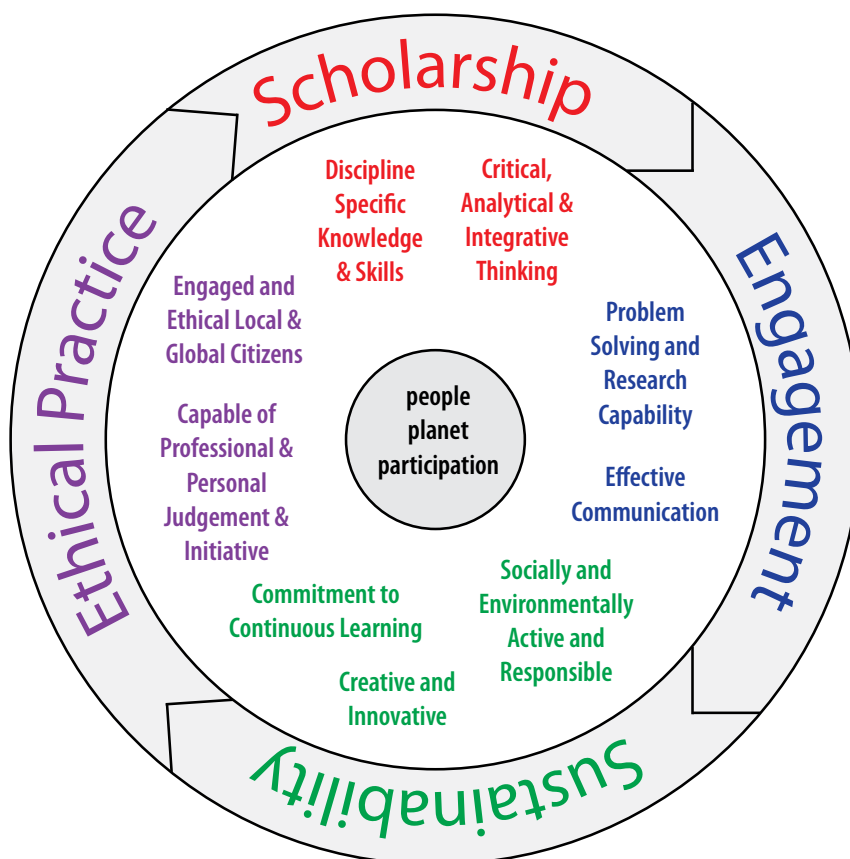 Scholarship
Discipline
Specific
Knowledge
& Skills
Critical,
Analytical &
Integrative
Thinking
Engagement
Problem
Solving and
Research
Capability
Effective
Communication
Sustainability
Socially and
Environmentally
Active and
Responsible
Creative and
Innovative
Commitment to
Continuous Learning
Ethical Practice
Capable of
Professional &
Personal
Judgement &
Initiative
Engaged and
Ethical Local &
Global Citizens
people
planet
participation